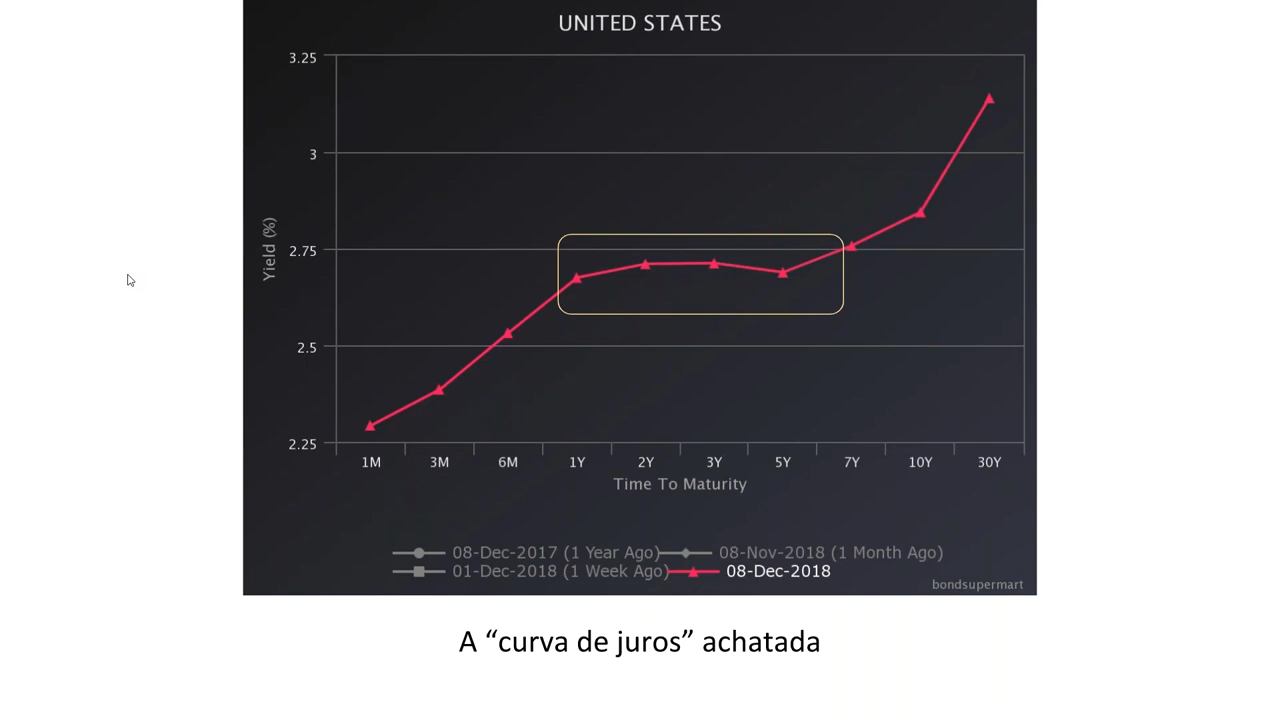 UNITED STATES
3.25
3
2.75
2.5
2.25
Yield (%)
1M 3M 6M 1Y 2Y 3Y 5Y 7Y 10Y 30Y
Time To Maturity
08-Dec-2017 (1 Year Ago) 08-Nov-2018 (1 Month Ago)
01-Dec-2018 (1 Week Ago) 08-Dec-2018
bondsupermart
A “curva de juros” achatada